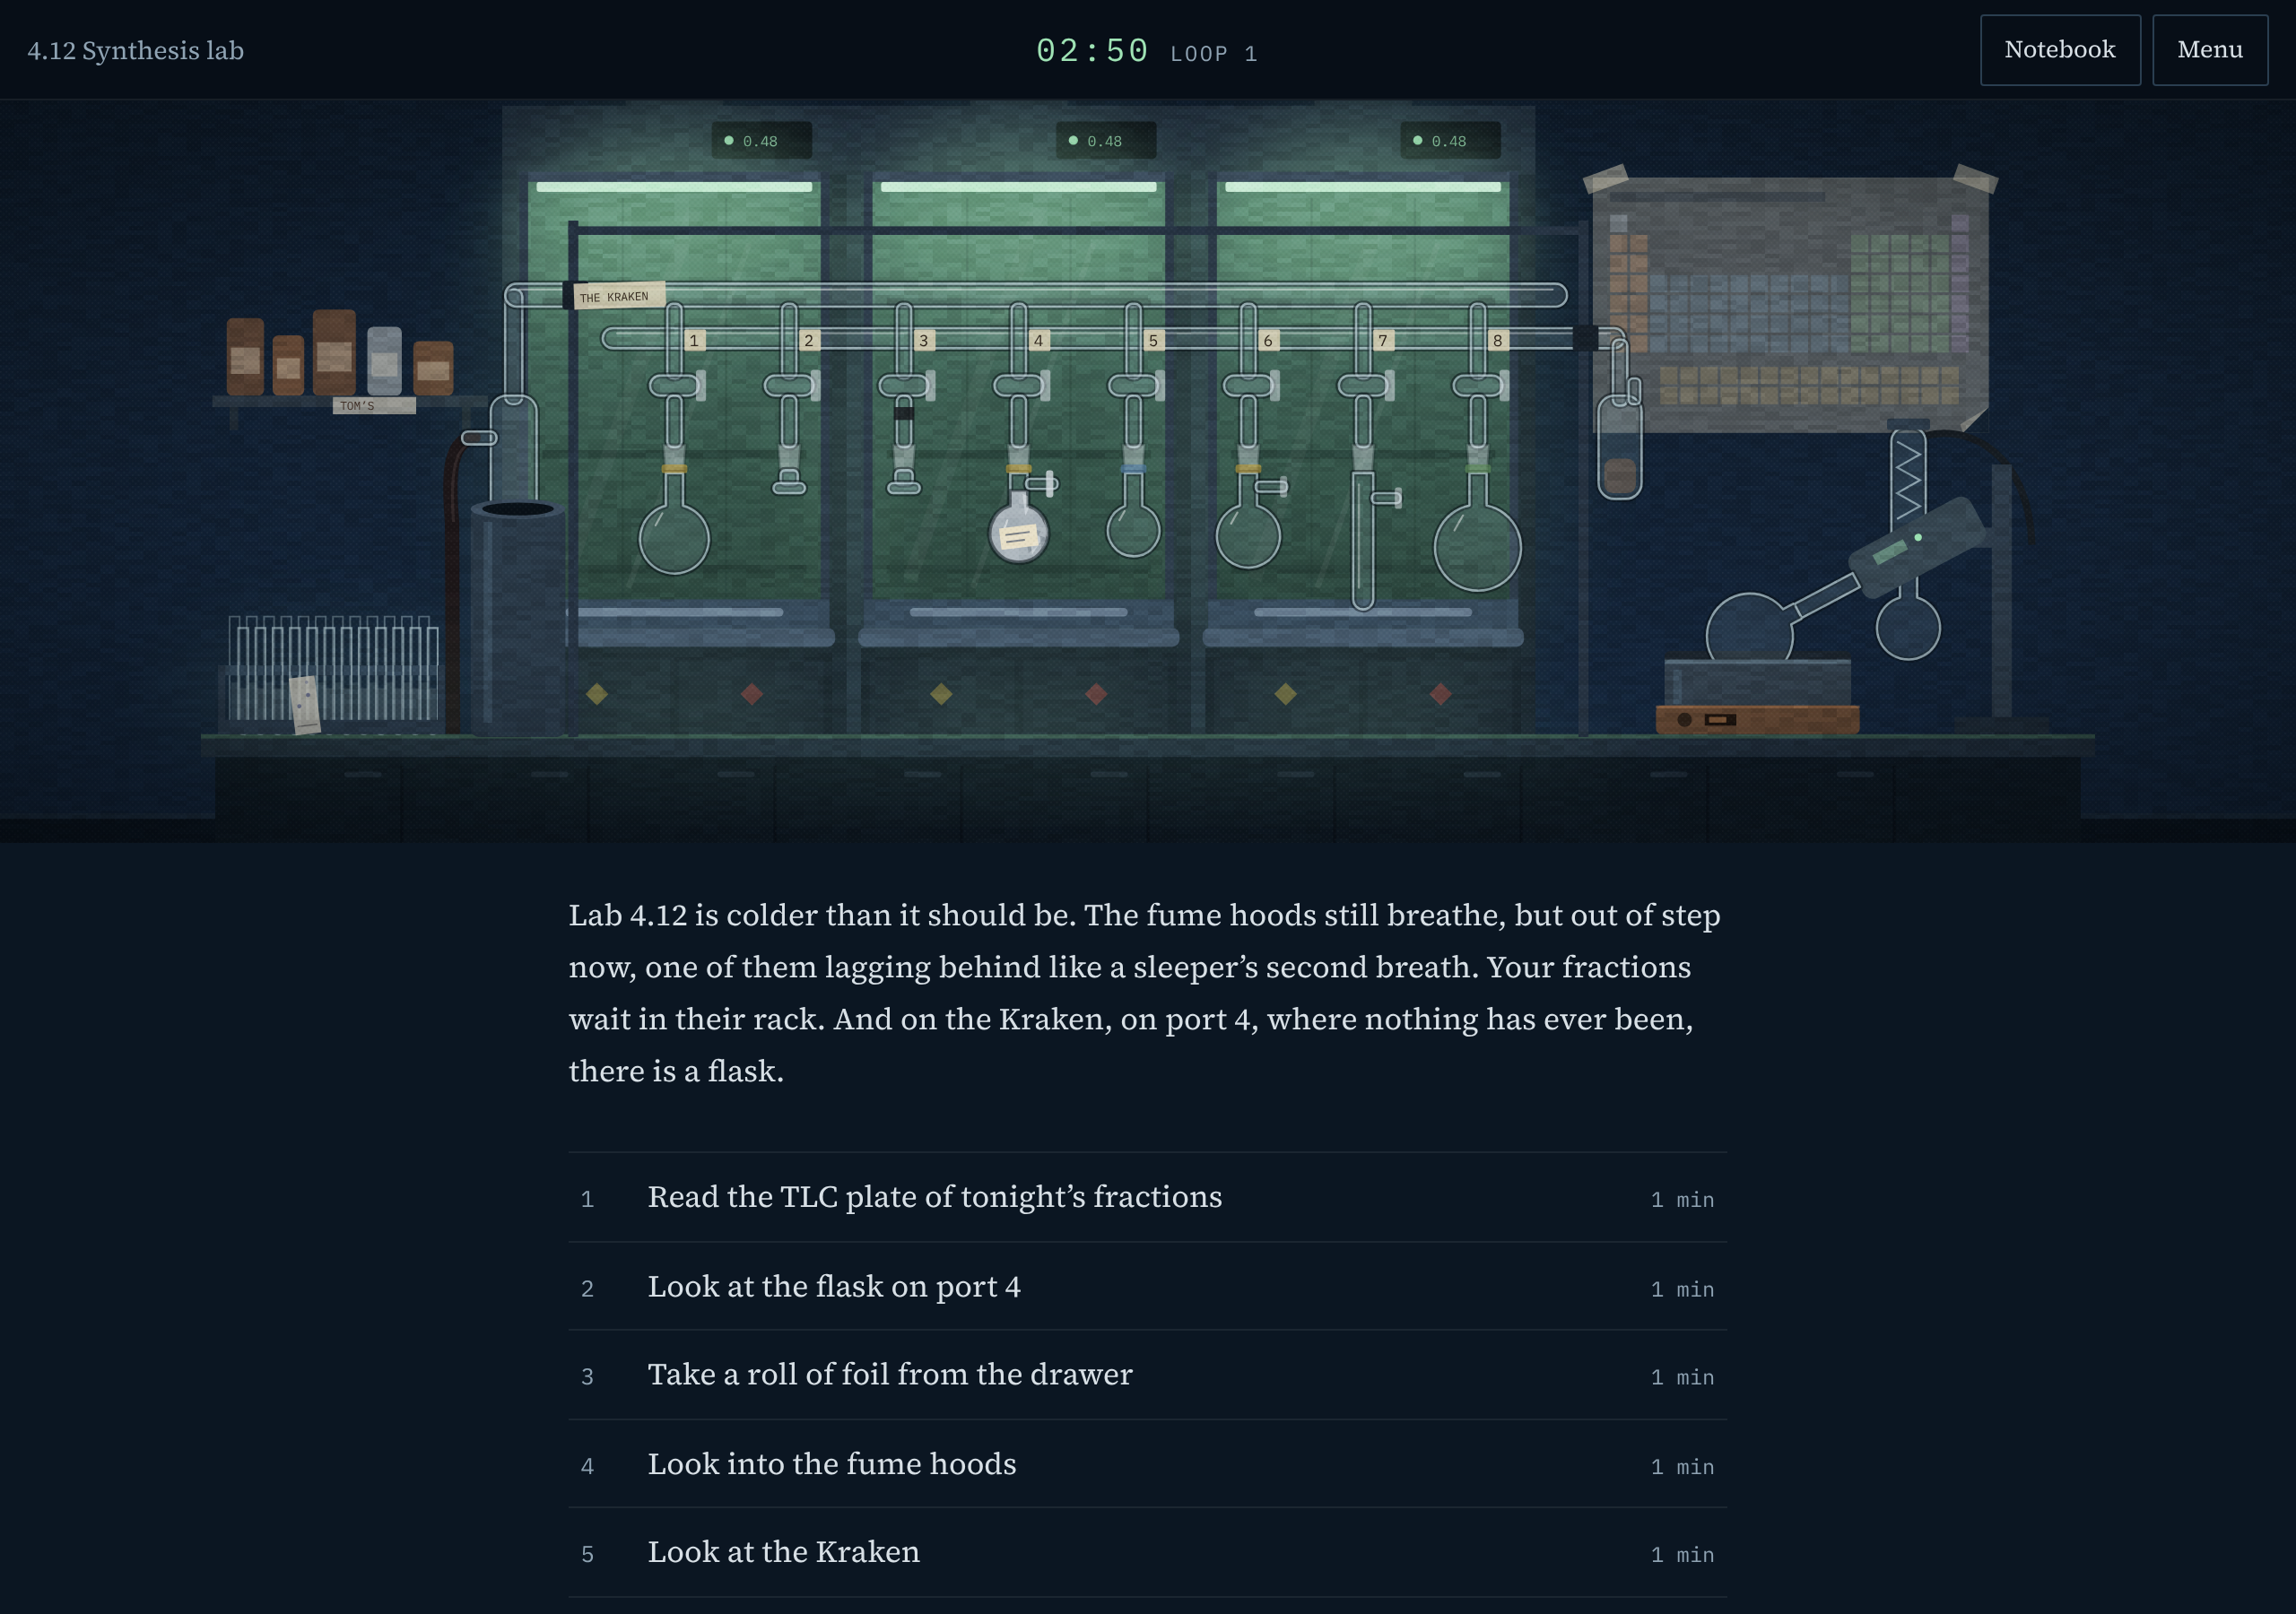 4.12 Synthesis lab
02:50 LOOP 1
Notebook
Menu
0.48
0.48
0.48
THE KRAKEN
1
2
3
4
5
6
7
8
TOM'S
Lab 4.12 is colder than it should be. The fume hoods still breathe, but out of step
now, one of them lagging behind like a sleeper’s second breath. Your fractions
wait in their rack. And on the Kraken, on port 4, where nothing has ever been,
there is a flask.
1 Read the TLC plate of tonight’s fractions 1 min
2 Look at the flask on port 4 1 min
3 Take a roll of foil from the drawer 1 min
4 Look into the fume hoods 1 min
5 Look at the Kraken 1 min